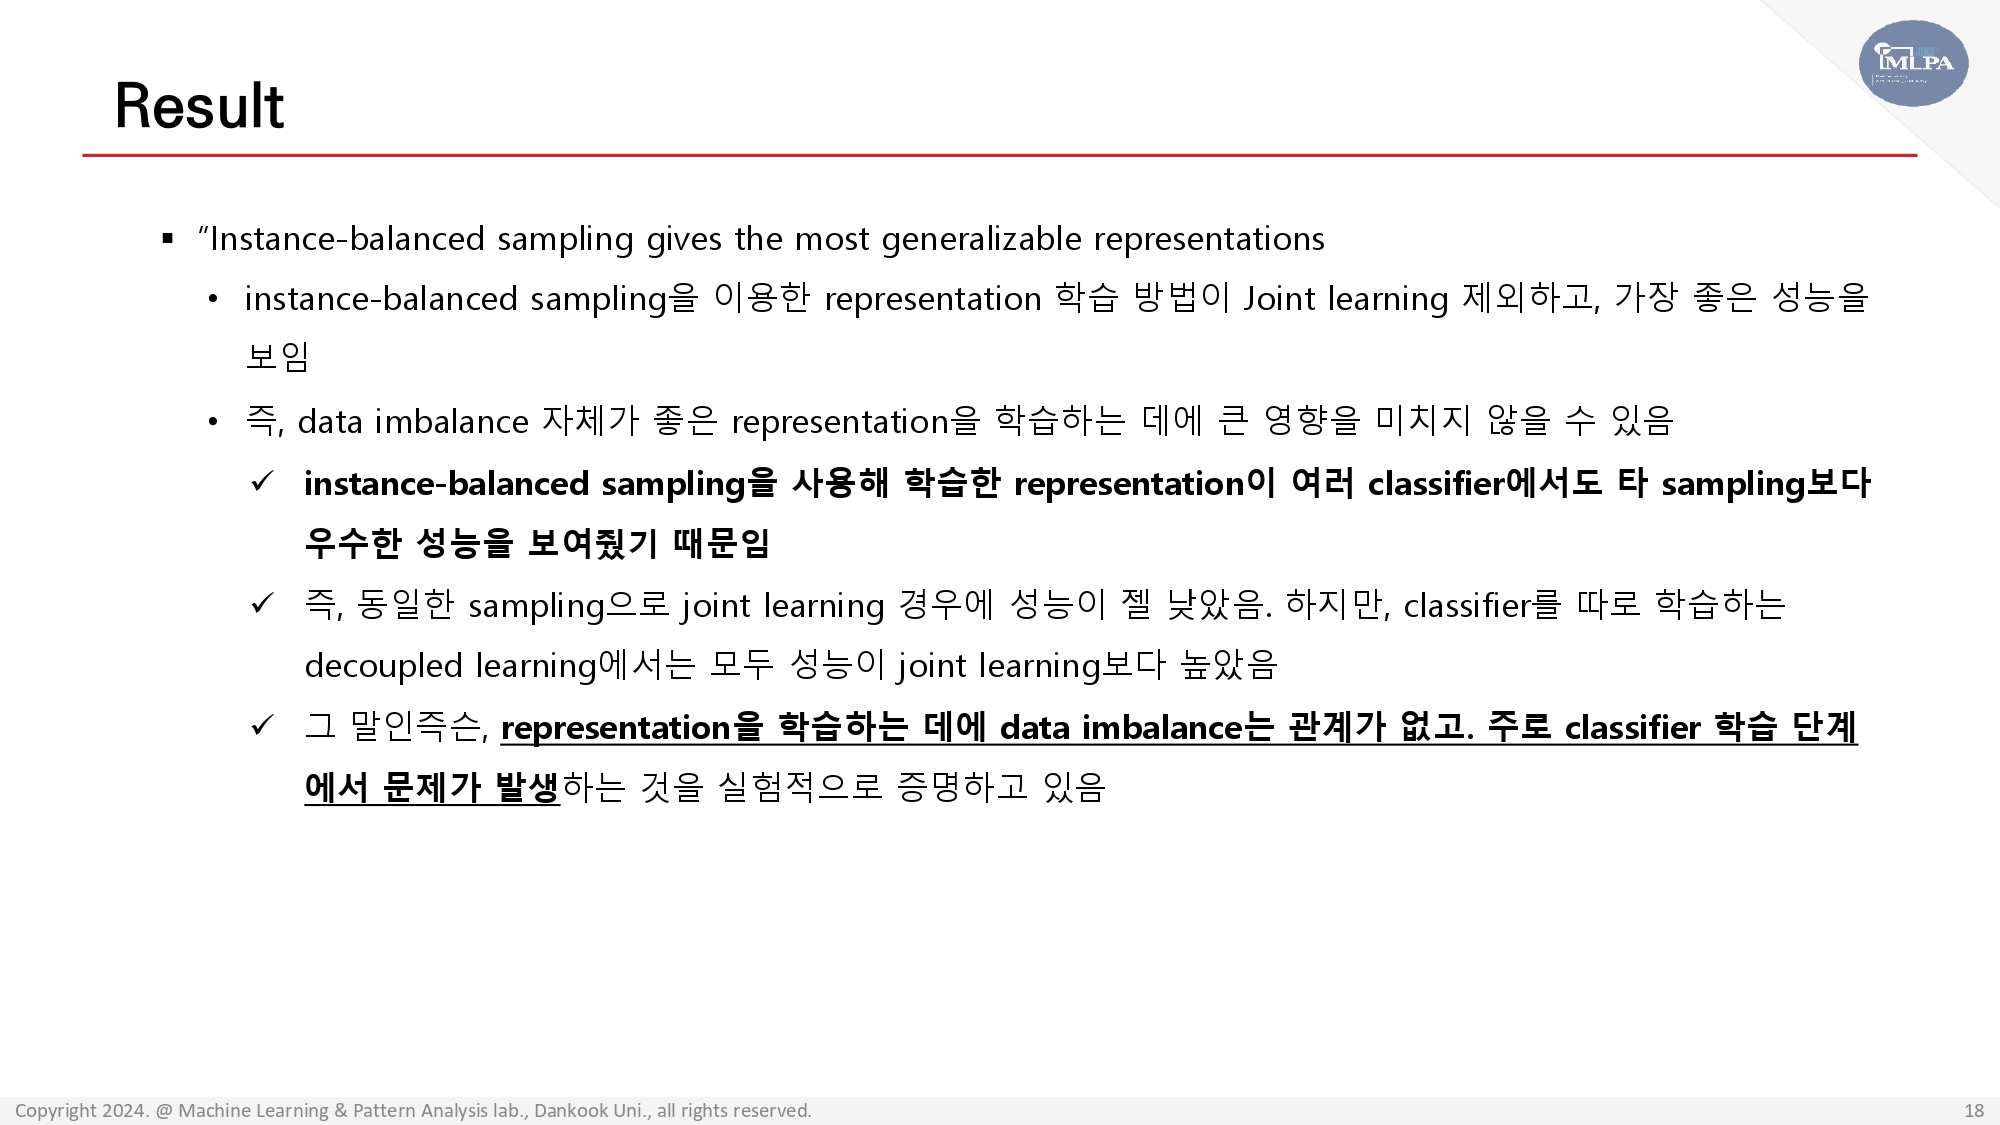 Result
MLPA
▪ “Instance-balanced sampling gives the most generalizable representations
• instance-balanced sampling을 이용한 representation 학습 방법이 Joint learning 제외하고, 가장 좋은 성능을
보임
• 즉, data imbalance 자체가 좋은 representation을 학습하는 데에 큰 영향을 미치지 않을 수 있음
✓ instance-balanced sampling을 사용해 학습한 representation이 여러 classifier에서도 타 sampling보다
우수한 성능을 보여줬기 때문임
✓ 즉, 동일한 sampling으로 joint learning 경우에 성능이 젤 낮았음. 하지만, classifier를 따로 학습하는
decoupled learning에서는 모두 성능이 joint learning보다 높았음
✓ 그 말인즉슨, representation을 학습하는 데에 data imbalance는 관계가 없고. 주로 classifier 학습 단계
에서 문제가 발생하는 것을 실험적으로 증명하고 있음
Copyright 2024. @ Machine Learning & Pattern Analysis lab., Dankook Uni., all rights reserved.
18